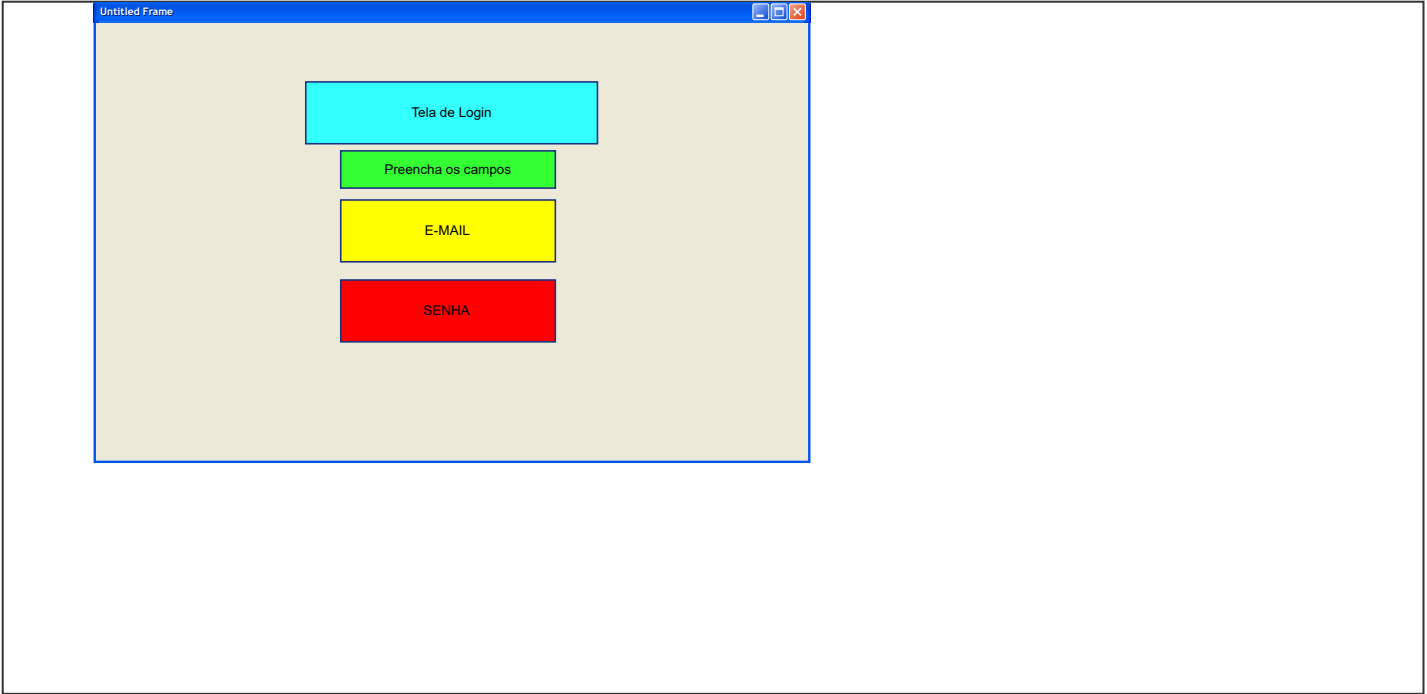 Untitled Frame
Tela de Login
Preencha os campos
E-MAIL
SENHA